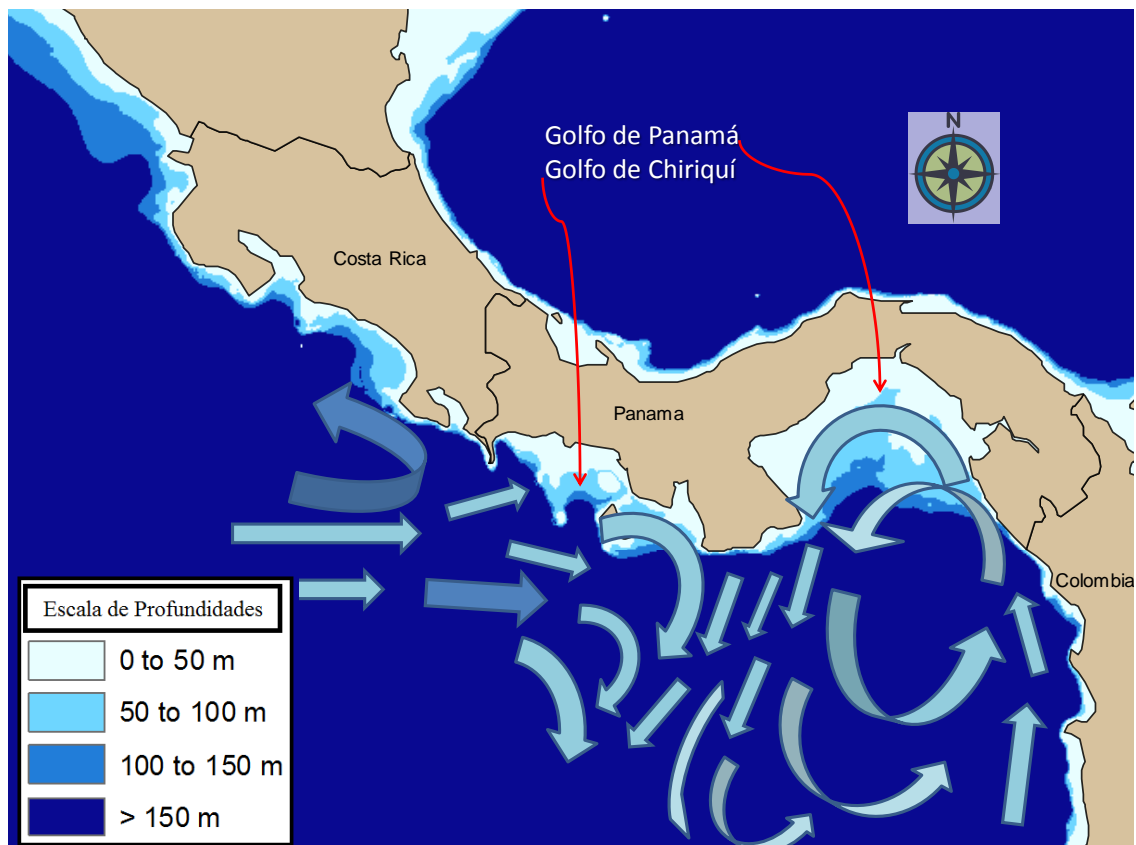 N
Golfo de Panamá
Golfo de Chiriquí
Costa Rica
Panama
Colombia
Escala de Profundidades
0 to 50 m
50 to 100 m
100 to 150 m
> 150 m